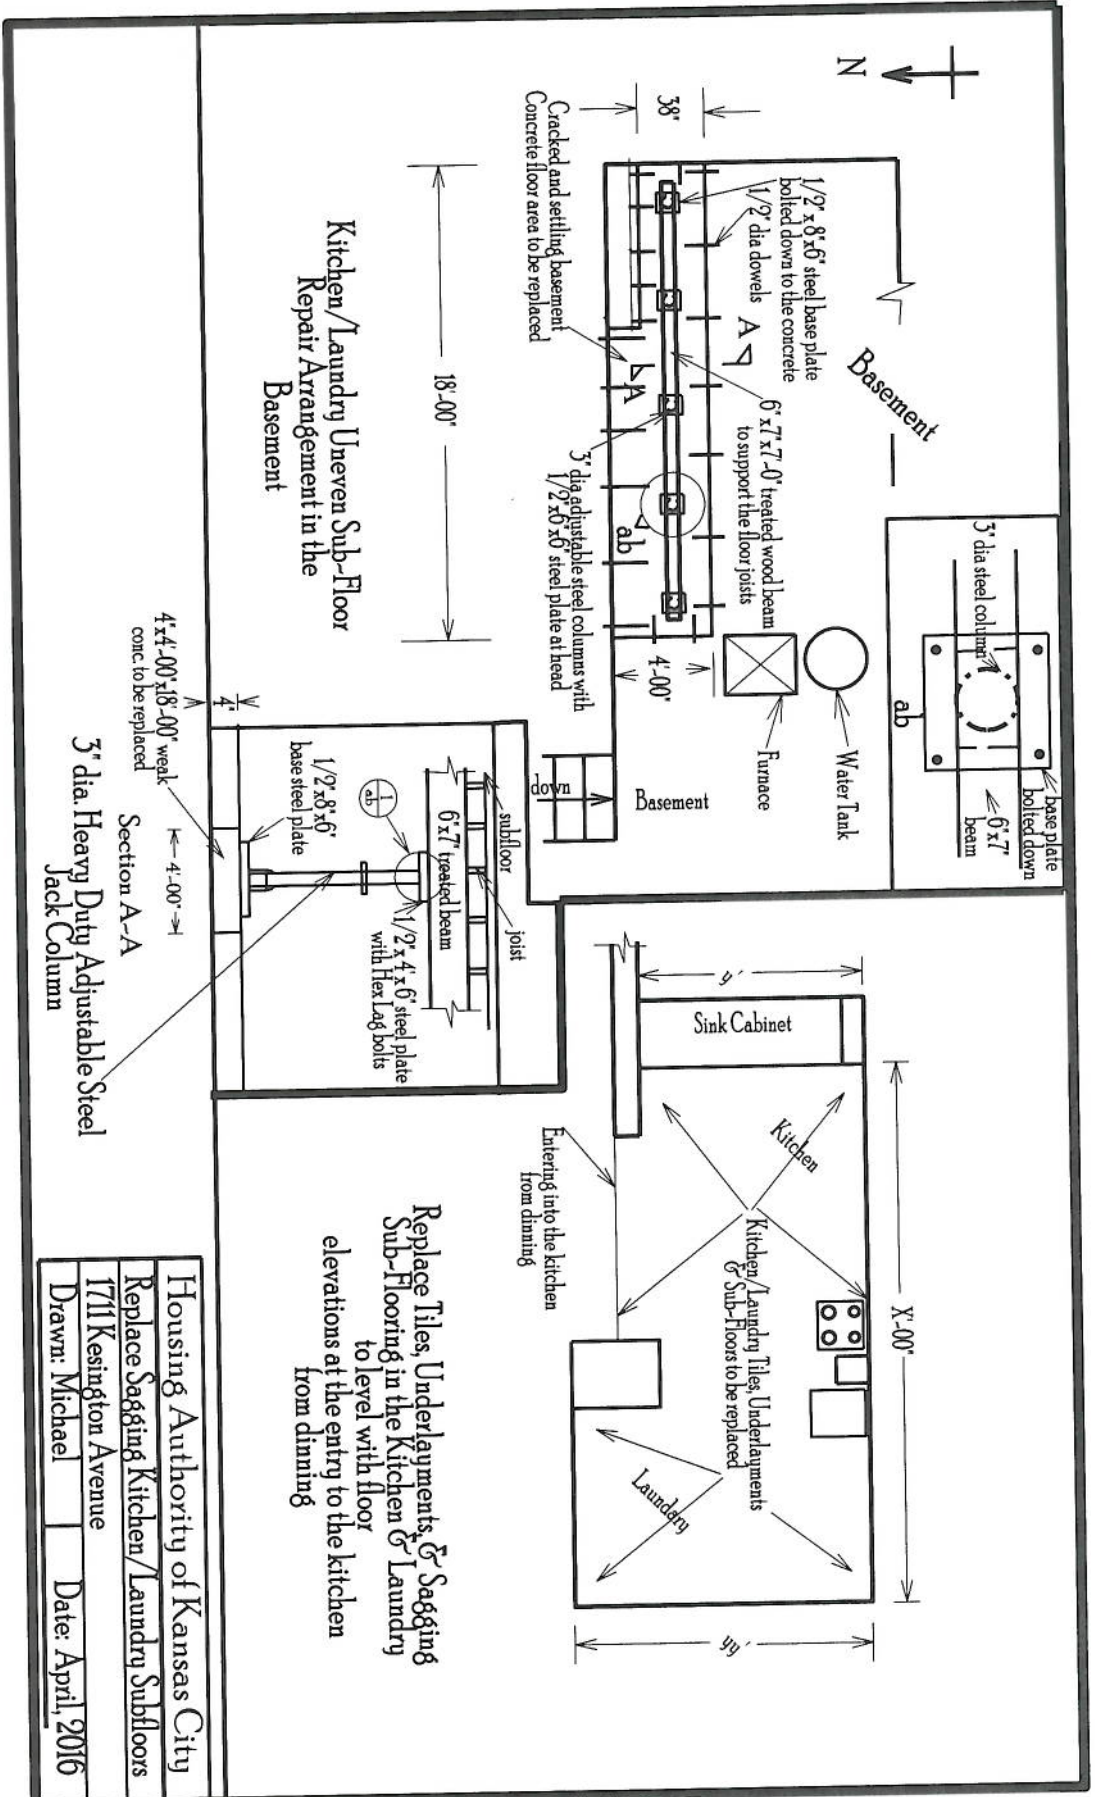 N
38"
Cracked and settling basement
Concrete floor area to be replaced
1/2" x 8"x6" steel base plate
bolted down to the concrete
1/2" dia dowels
A
A
Basement
6"x7"x7'-0" treated wood beam
to support the floor joists
3" dia adjustable steel columns with
1/2"x6"x6" steel plate at head
ab
18'-00"
Kitchen/Laundry Uneven Sub-Floor
Repair Arrangement in the
Basement
4'-00"
Furnace
Water Tank
Basement
down
3" dia steel column
ab
base plate
bolted down
6"x7"
beam
subfloor
joist
6"x7" treated beam
1
ab
1/2"x8"x6"
base steel plate
1/2"x4"x6" steel plate
with Hex Lag bolts
4"
4"x4'-00"x18'-00" weak
conc. to be replaced
4'-00"
Section A-A
3" dia. Heavy Duty Adjustable Steel
Jack Column
y'
Sink Cabinet
X'-00"
Kitchen
Kitchen/Laundry Tiles, Underlayments
& Sub-Floors to be replaced
Laundary
yy'
Entering into the kitchen
from dinning
Replace Tiles, Underlayments, & Sagging
Sub-Flooring in the Kitchen & Laundry
to level with floor
elevations at the entry to the kitchen
from dinning
Housing Authority of Kansas City
Replace Sagging Kitchen/Laundry Subfloors
1711 Kesington Avenue
Drawn: Michael
Date: April, 2016